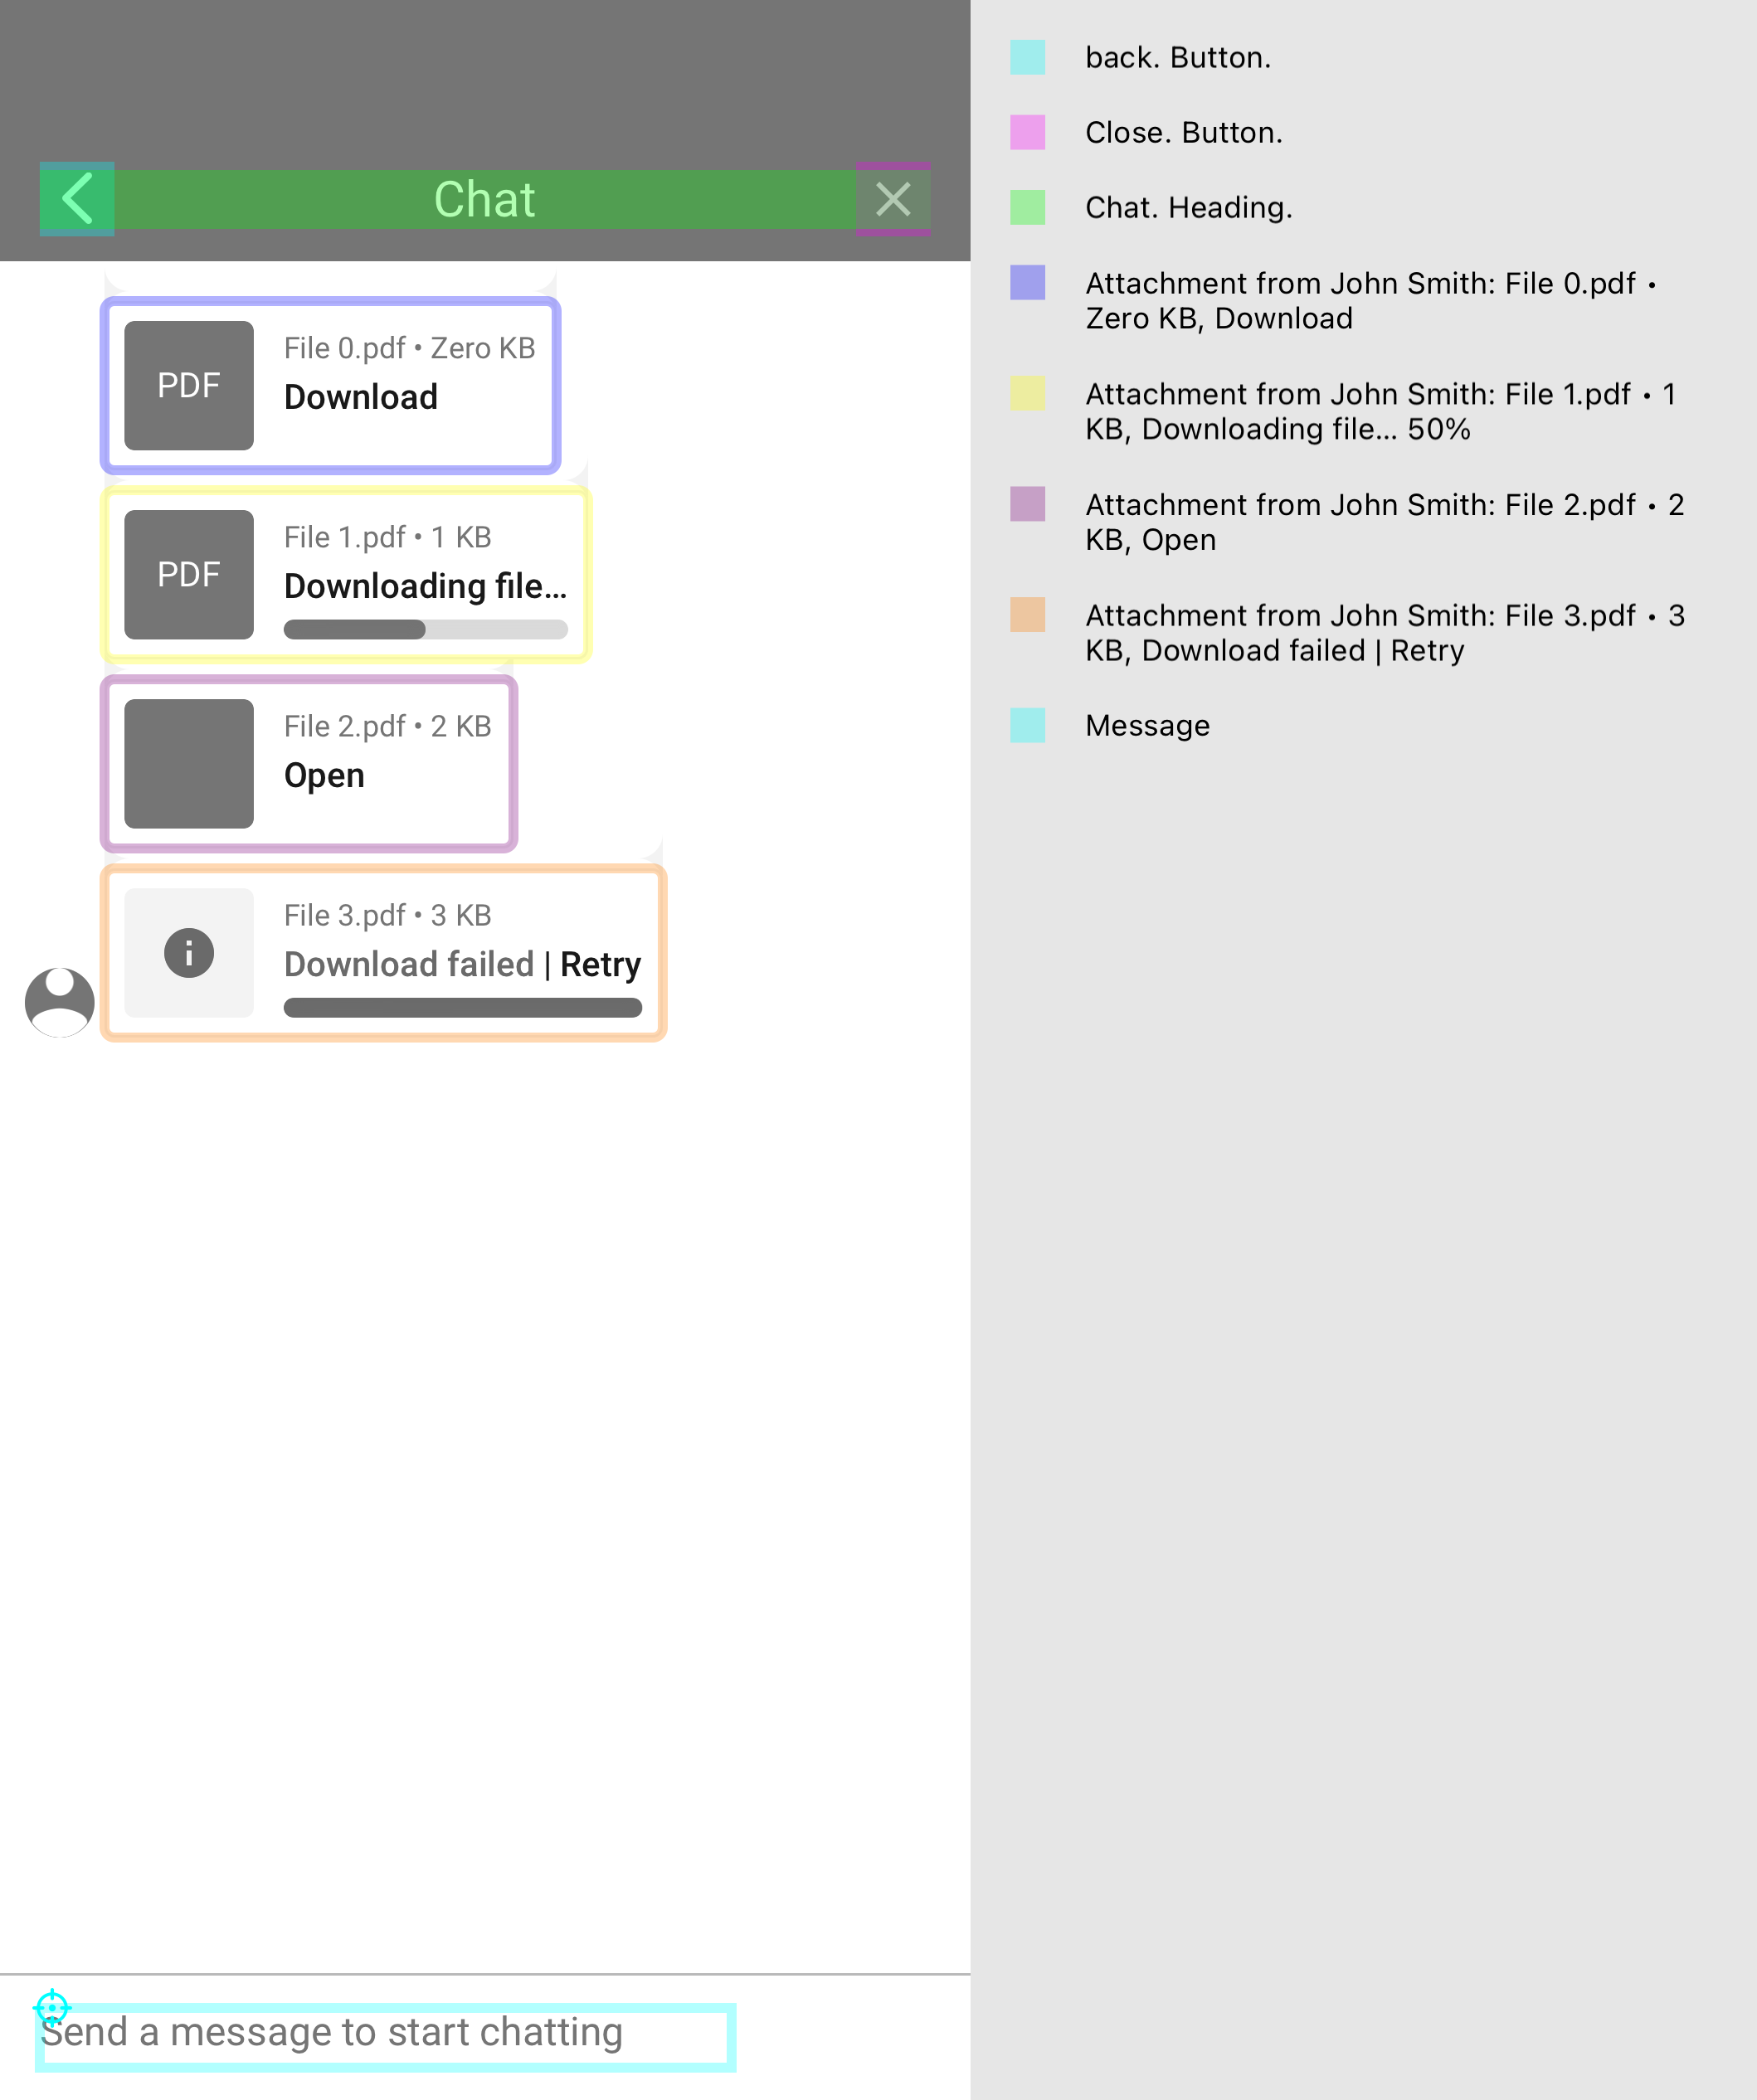 Chat
File 0.pdf • Zero KB
PDF
Download
File 1.pdf • 1 KB
PDF
Downloading file...
File 2.pdf • 2 KB
Open
File 3.pdf • 3 KB
Download failed | Retry
Send a message to start chatting
back. Button.
Close. Button.
Chat. Heading.
Attachment from John Smith: File 0.pdf •
Zero KB, Download
Attachment from John Smith: File 1.pdf • 1
KB, Downloading file... 50%
Attachment from John Smith: File 2.pdf • 2
KB, Open
Attachment from John Smith: File 3.pdf • 3
KB, Download failed | Retry
Message